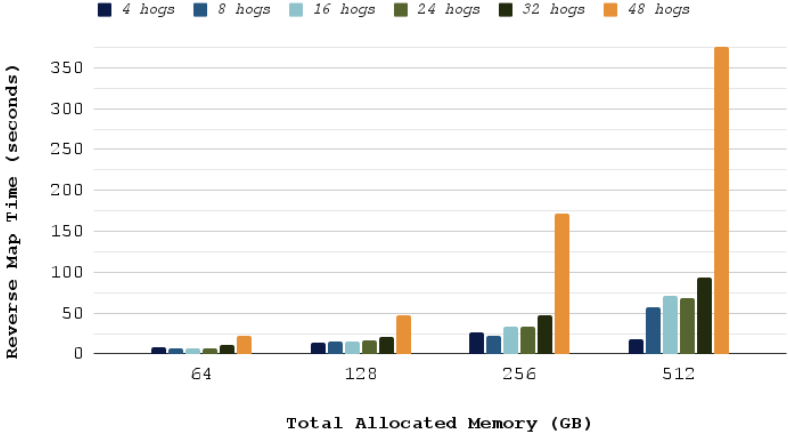 4 hogs 8 hogs 16 hogs 24 hogs 32 hogs 48 hogs
Reverse Map Time (seconds)
350
300
250
200
150
100
50
0
64 128 256 512
Total Allocated Memory (GB)